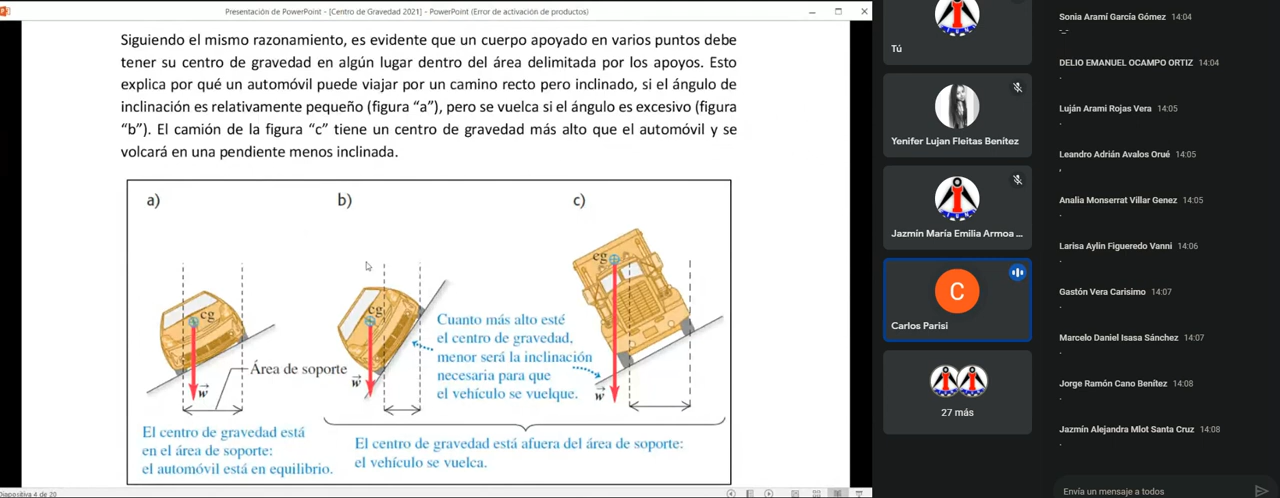 Presentación de PowerPoint - [Centro de Gravedad 2021] - PowerPoint (Error de activación de productos)
Siguiendo el mismo razonamiento, es evidente que un cuerpo apoyado en varios puntos debe
tener su centro de gravedad en algún lugar dentro del área delimitada por los apoyos. Esto
explica por qué un automóvil puede viajar por un camino recto pero inclinado, si el ángulo de
inclinación es relativamente pequeño (figura “a”), pero se vuelca si el ángulo es excesivo (figura
“b”). El camión de la figura “c” tiene un centro de gravedad más alto que el automóvil y se
volcará en una pendiente menos inclinada.
a)
b)
c)
cg
cg
cg
w
w
w
Área de soporte
Cuanto más alto esté
el centro de gravedad,
menor será la inclinación
necesaria para que
el vehículo se vuelque.
El centro de gravedad está
en el área de soporte:
el automóvil está en equilibrio.
El centro de gravedad está afuera del área de soporte:
el vehículo se vuelca.
Diapositiva 4 de 20
Tú
Yenifer Lujan Fleitas Benítez
Jazmín María Emilia Armoa ...
C
Carlos Parisi
27 más
Sonia Aramí García Gómez 14:04
-_-
DELIO EMANUEL OCAMPO ORTIZ 14:04
.
Luján Arami Rojas Vera 14:05
.
Leandro Adrián Avalos Orué 14:05
,
Analia Monserrat Villar Genez 14:05
.
Larisa Aylin Figueredo Vanni 14:06
.
Gastón Vera Carisimo 14:07
.
Marcelo Daniel Isasa Sánchez 14:07
.
Jorge Ramón Cano Benítez 14:08
.
Jazmín Alejandra Mlot Santa Cruz 14:08
.
Envía un mensaje a todos